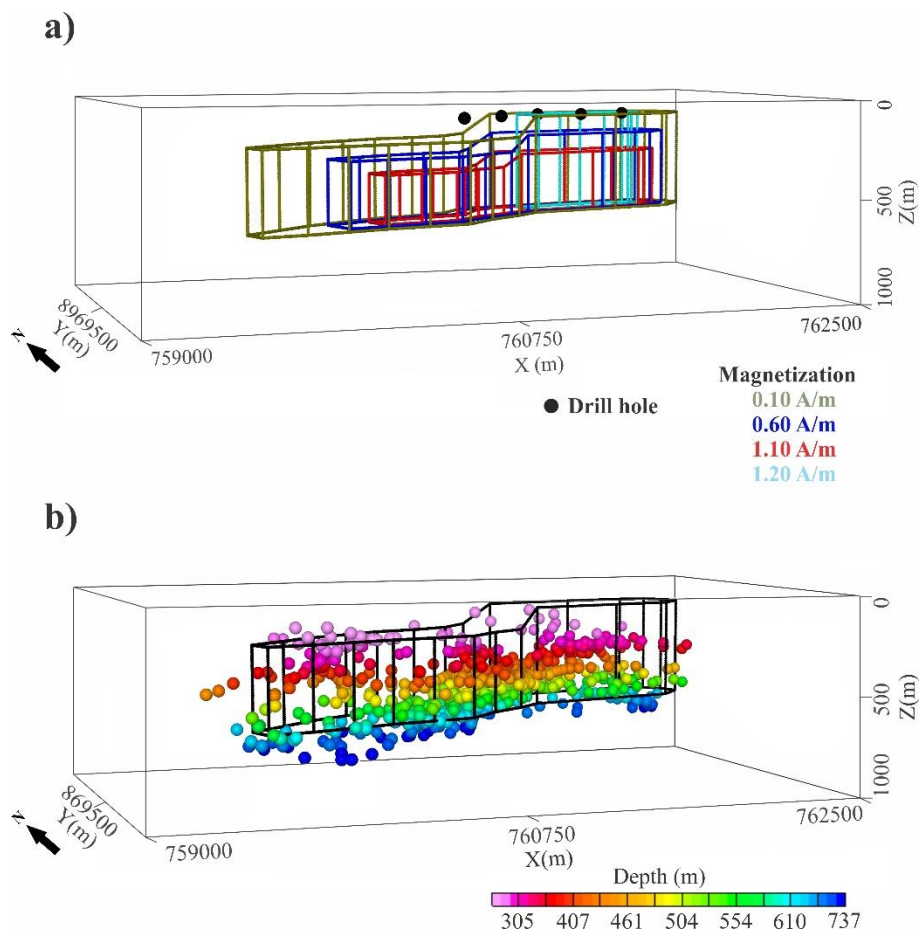 a)
0
500
Z(m)
1000
8969500
Y(m)
N
759000
760750
762500
X (m)
Drill hole
Magnetization
0.10 A/m
0.60 A/m
1.10 A/m
1.20 A/m
b)
0
500
Z(m)
1000
869500
Y(m)
N
759000
760750
762500
X(m)
Depth (m)
305 407 461 504 554 610 737